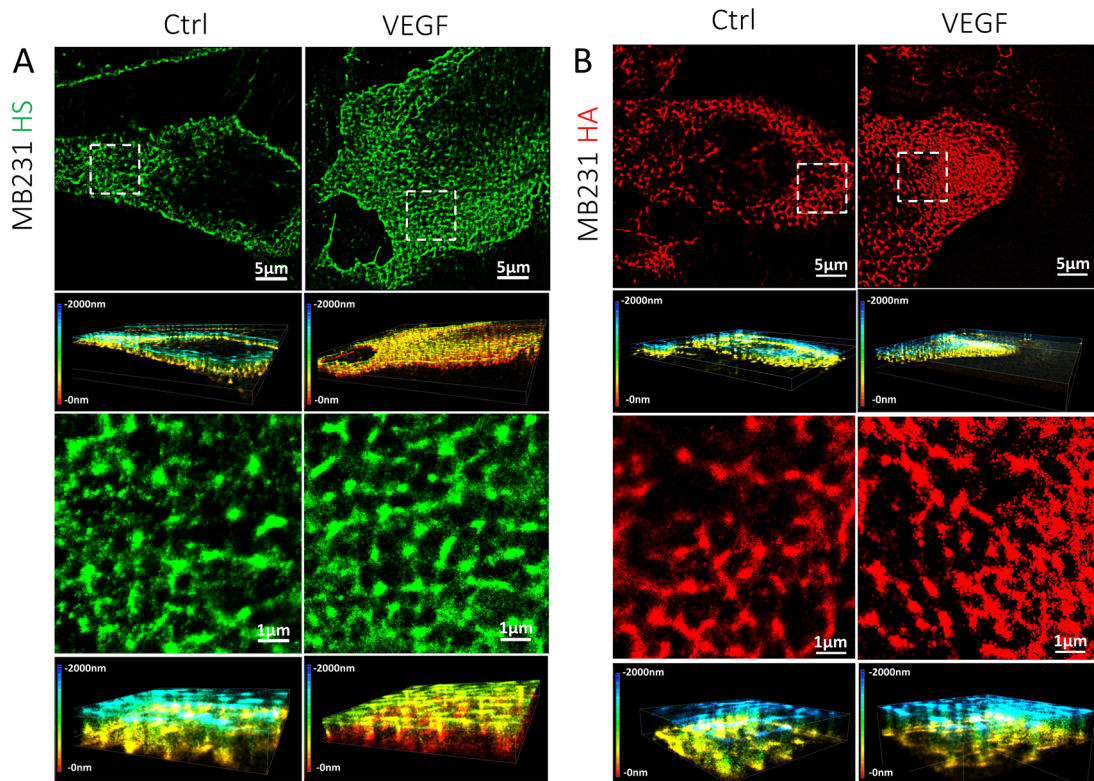 Ctrl
VEGF
A
MB231 HS
5µm
5µm
-2000nm
-0nm
-2000nm
-0nm
1µm
1µm
-2000nm
-0nm
-2000nm
-0nm
Ctrl
VEGF
B
MB231 HA
5µm
5µm
-2000nm
-0nm
-2000nm
-0nm
1µm
1µm
-2000nm
-0nm
-2000nm
-0nm